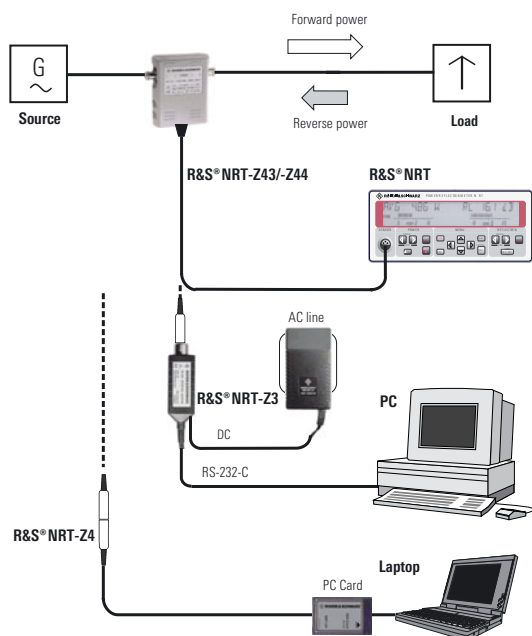 Forward power
G
Source
Reverse power
Load
R&S® NRT-Z43/-Z44
R&S® NRT
AC line
R&S® NRT-Z3
PC
DC
RS-232-C
R&S® NRT-Z4
Laptop
PC Card